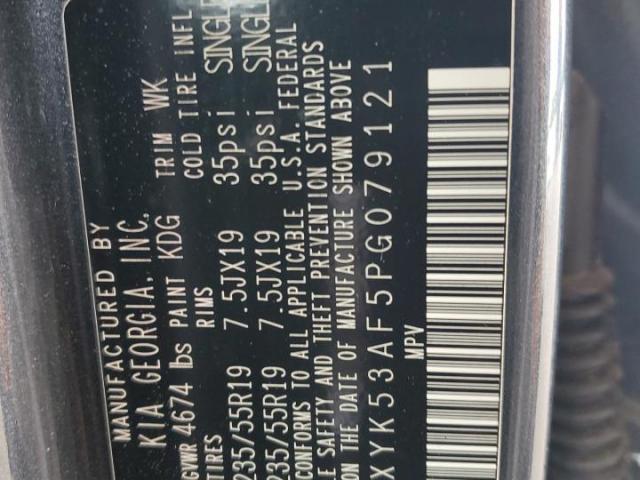 MANUFACTURED BY
KIA GEORGIA, INC.
GVWR 4674 lbs PAINT KDG TRIM WK
TIRES RIMS COLD TIRE INFL
235/55R19 7.5JX19 35psi SINGLE
235/55R19 7.5JX19 35psi SINGLE
CONFORMS TO ALL APPLICABLE U.S.A. FEDERAL
LE SAFETY AND THEFT PREVENTION STANDARDS
ON THE DATE OF MANUFACTURE SHOWN ABOVE
XYK53AF5PG079121
MPV